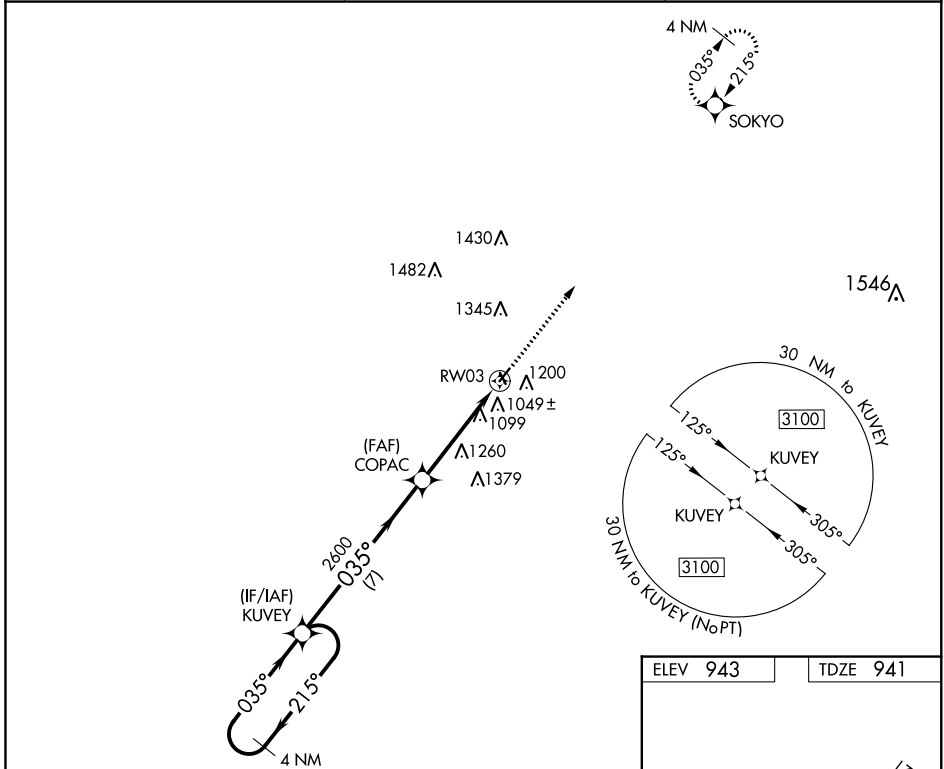 4 NM
035°
215°
SOKYO
1430
1482
1546
1345
RW03
1200
1049±
1099
(FAF)
COPAC
1260
1379
30 NM to KUVEY
3100
125°
KUVEY
305°
125°
KUVEY
305°
3100
30 NM to KUVEY (NoPT)
2600
035°
(7)
(IF/IAF)
KUVEY
035°
215°
4 NM
ELEV 943
TDZE 941